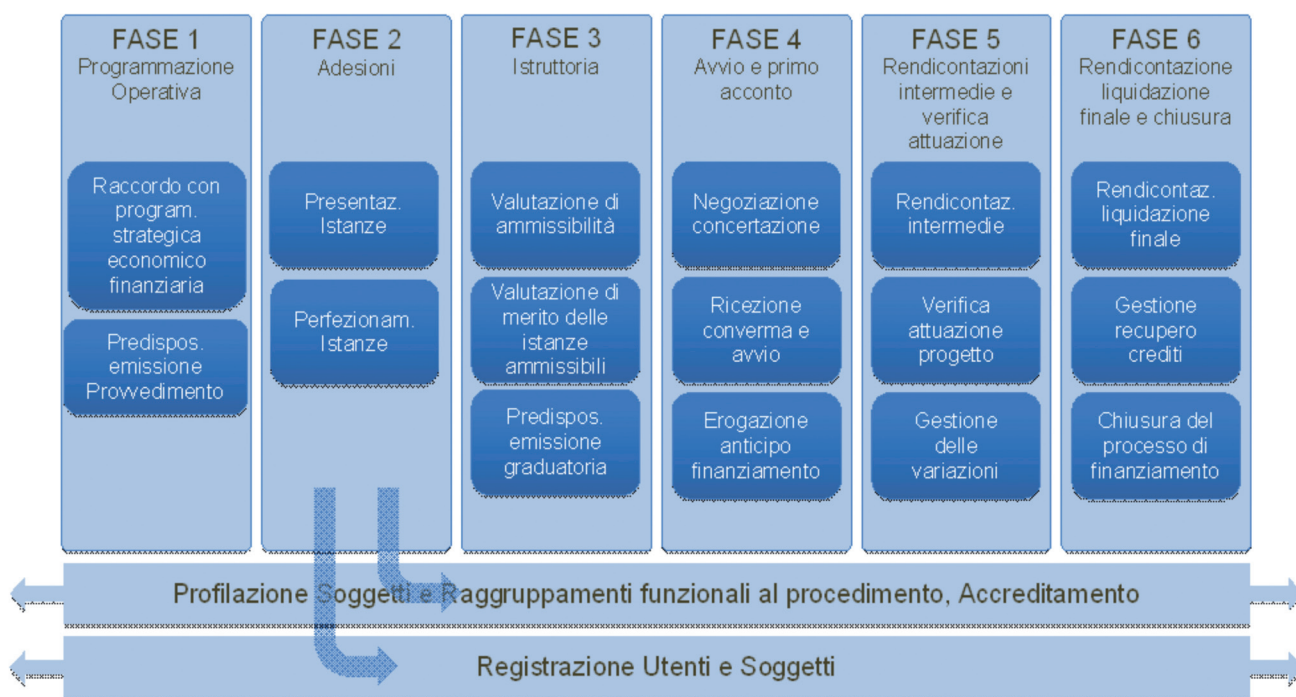 FASE 1
Programmazione
Operativa
Raccordo con
program.
strategica
economico
finanziaria
Predispos.
emissione
Provvedimento
FASE 2
Adesioni
Presentaz.
Istanze
Perfezionam.
Istanze
FASE 3
Istruttoria
Valutazione di
ammissibilità
Valutazione di
merito delle
istanze
ammissibili
Predispos.
emissione
graduatoria
FASE 4
Avvio e primo
acconto
Negoziazione
concertazione
Ricezione
converma e
avvio
Erogazione
anticipo
finanziamento
FASE 5
Rendicontazioni
intermedie e
verifica
attuazione
Rendicontaz.
intermedie
Verifica
attuazione
progetto
Gestione
delle
variazioni
FASE 6
Rendicontazione
liquidazione
finale e chiusura
Rendicontaz.
liquidazione
finale
Gestione
recupero
crediti
Chiusura del
processo di
finanziamento
Profilazione Soggetti e Raggruppamenti funzionali al procedimento, Accreditamento
Registrazione Utenti e Soggetti